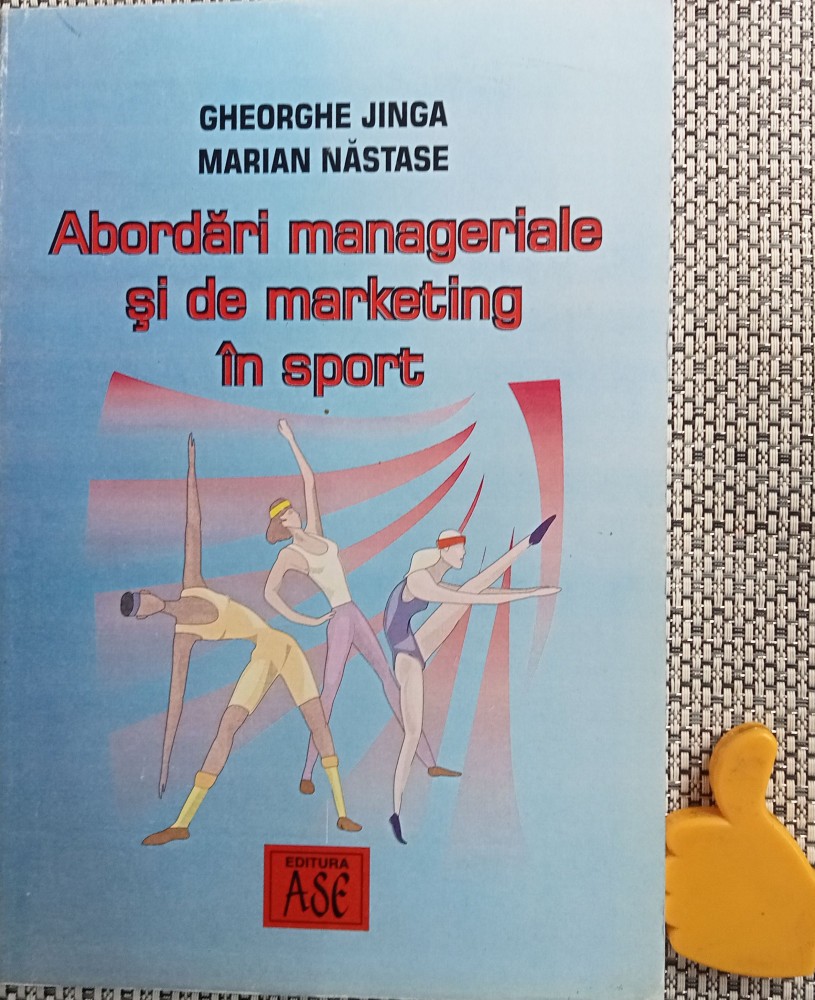 GHEORGHE JINGA
MARIAN NĂSTASE
Abordări manageriale
şi de marketing
în sport
EDITURA
ASE